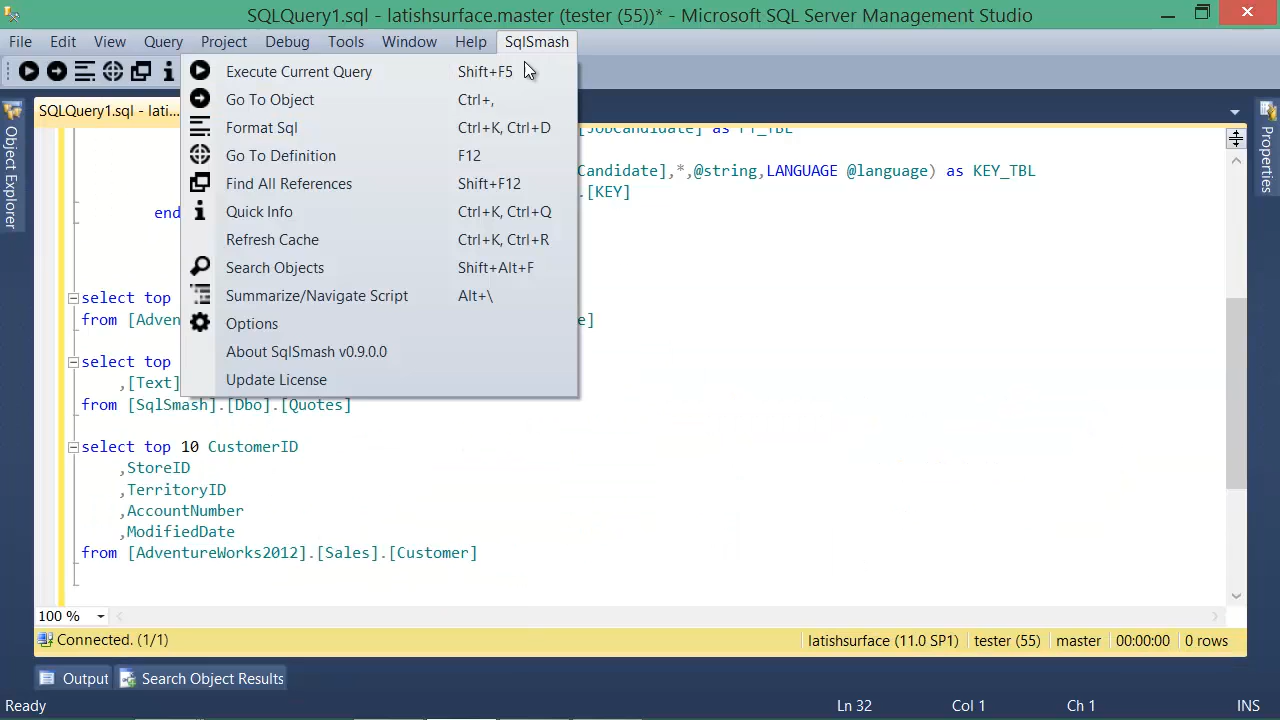 SQLQuery1.sql - latishsurface.master (tester (55))* - Microsoft SQL Server Management Studio
File Edit View Query Project Debug Tools Window Help SqlSmash
SQLQuery1.sql - lati...
Object Explorer
Properties
Execute Current Query Shift+F5
Go To Object Ctrl+,
Format Sql Ctrl+K, Ctrl+D
Go To Definition F12
Find All References Shift+F12
Quick Info Ctrl+K, Ctrl+Q
Refresh Cache Ctrl+K, Ctrl+R
Search Objects Shift+Alt+F
Summarize/Navigate Script Alt+\
Options
About SqlSmash v0.9.0.0
Update License
[JobCandidate] as FT_TBL
Candidate],*,@string,LANGUAGE @language) as KEY_TBL
.[KEY]
end
select top
from [Adven e]
select top
,[Text]
from [SqlSmash].[Dbo].[Quotes]
select top 10 CustomerID
,StoreID
,TerritoryID
,AccountNumber
,ModifiedDate
from [AdventureWorks2012].[Sales].[Customer]
100 %
Connected. (1/1) latishsurface (11.0 SP1) tester (55) master 00:00:00 0 rows
Output Search Object Results
Ready Ln 32 Col 1 Ch 1 INS